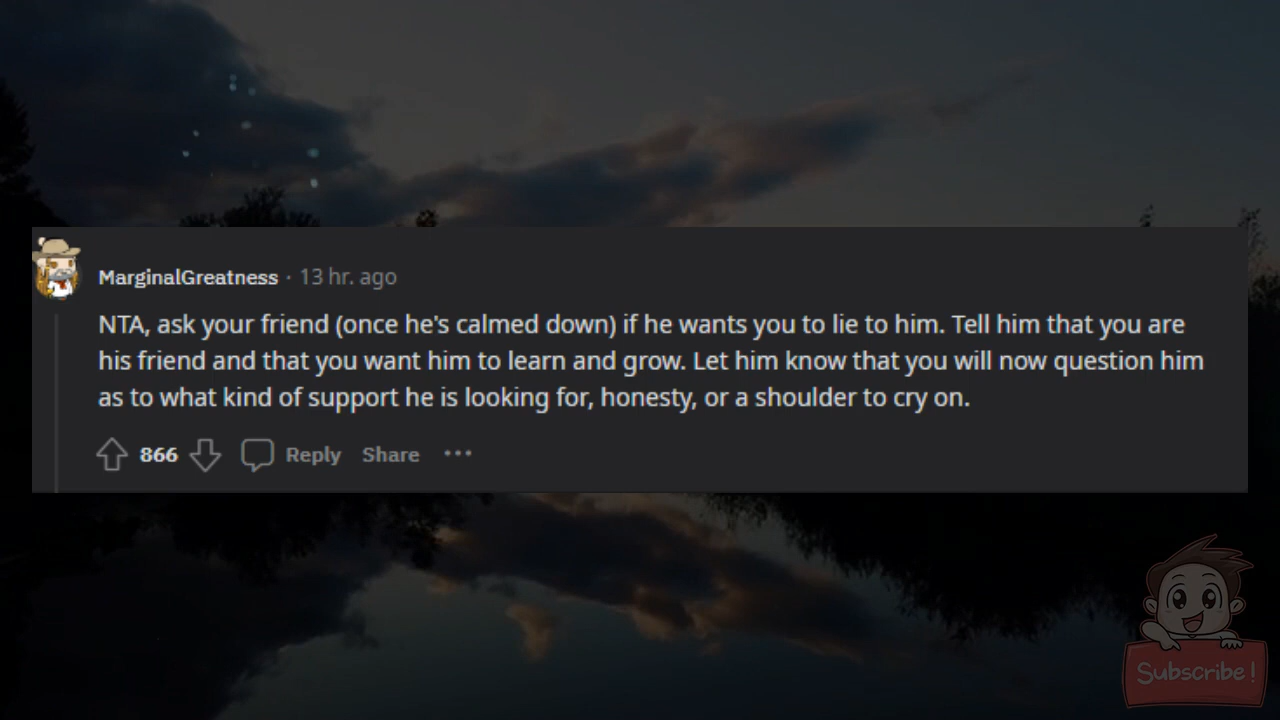 MarginalGreatness · 13 hr. ago
NTA, ask your friend (once he's calmed down) if he wants you to lie to him. Tell him that you are
his friend and that you want him to learn and grow. Let him know that you will now question him
as to what kind of support he is looking for, honesty, or a shoulder to cry on.
866 Reply Share ···
Subscribe!